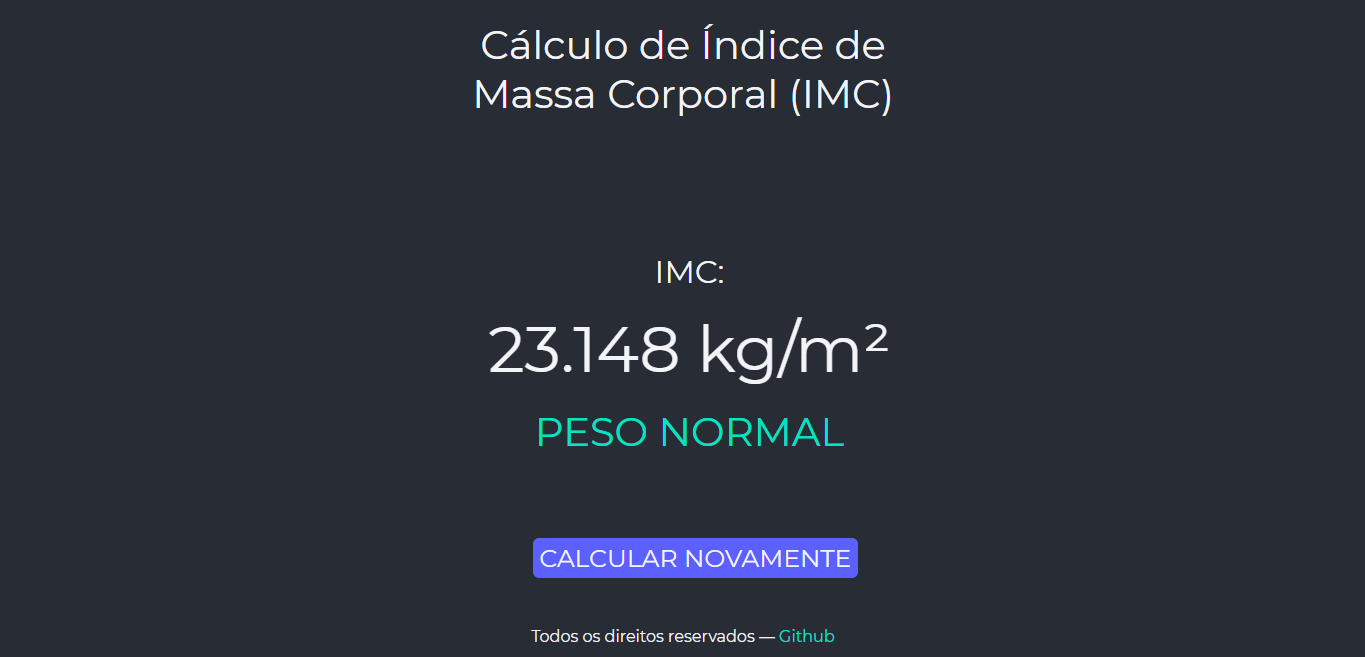 Cálculo de Índice de
Massa Corporal (IMC)
IMC:
23.148 kg/m²
PESO NORMAL
CALCULAR NOVAMENTE
Todos os direitos reservados — Github